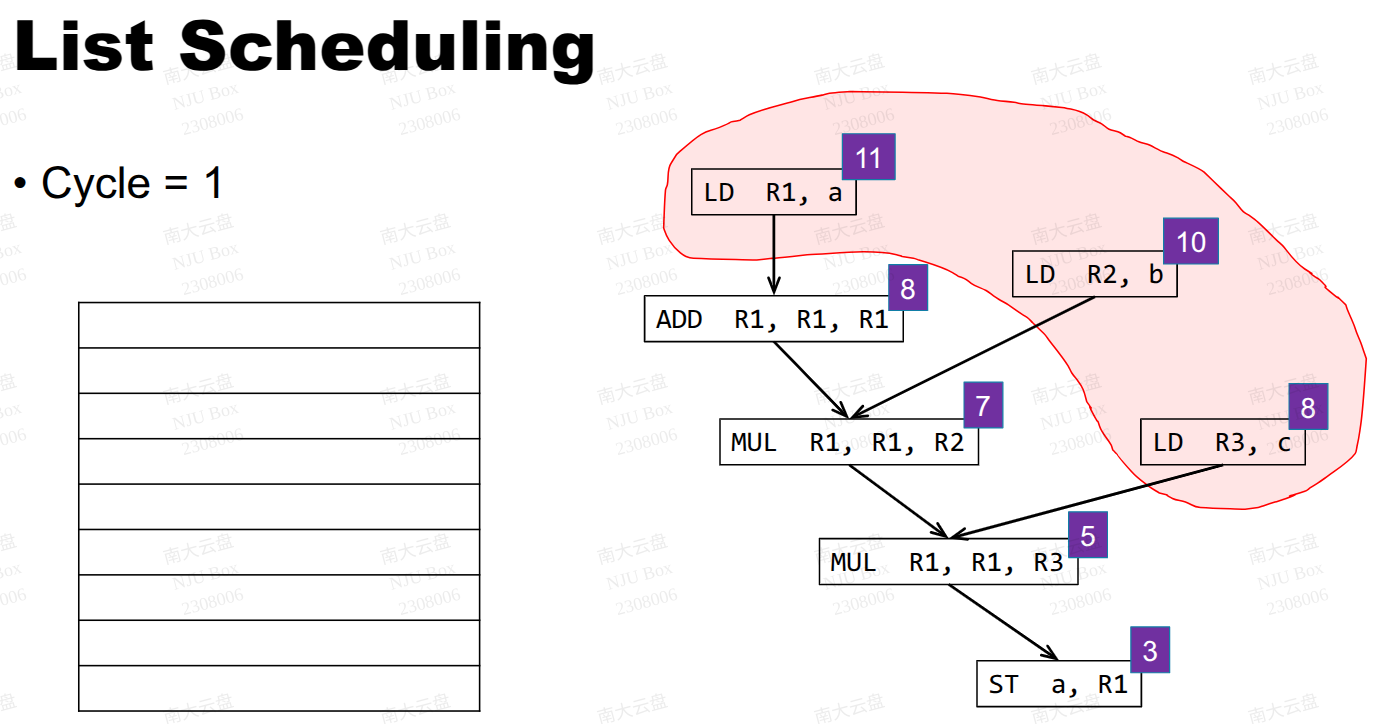 List Scheduling
• Cycle = 1
11
LD R1, a
10
LD R2, b
8
ADD R1, R1, R1
7
MUL R1, R1, R2
8
LD R3, c
5
MUL R1, R1, R3
3
ST a, R1
南大云盘
NJU Box
2308006